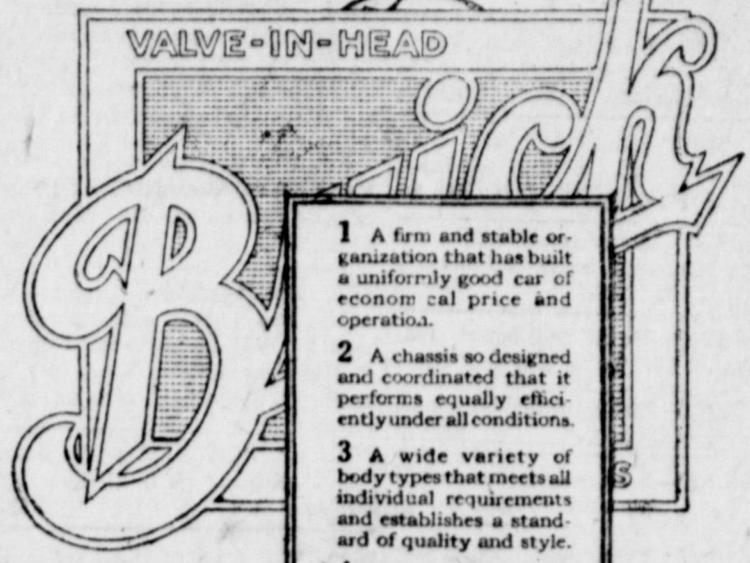 VALVE-IN-HEAD
Buick
1 A firm and stable or-
ganization that has built
a uniformly good car of
economical price and
operation.
2 A chassis so designed
and coordinated that it
performs equally effici-
ently under all conditions.
3 A wide variety of
body types that meets all
individual requirements
and establishes a stand-
ard of quality and style.